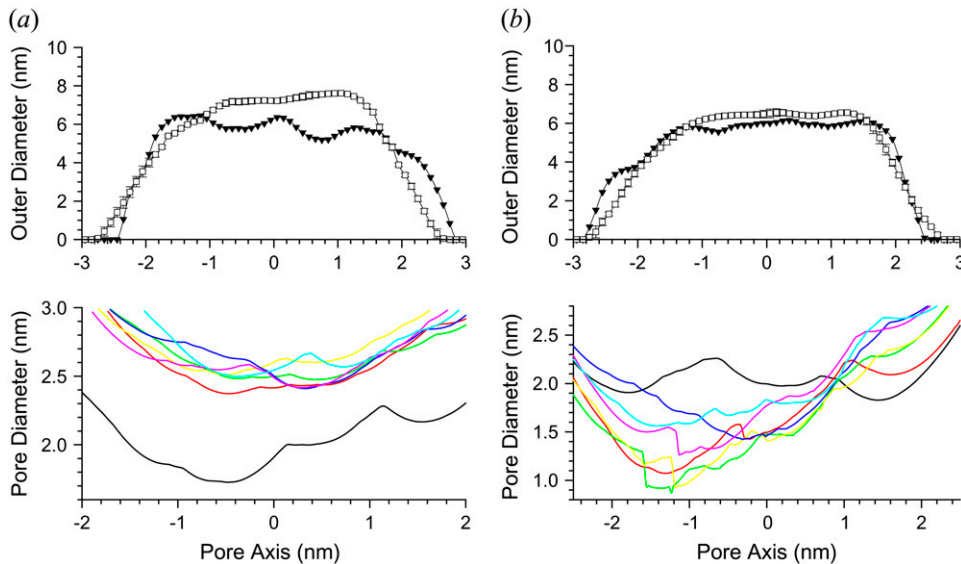 (a)
(b)
Outer Diameter (nm)
10
8
6
4
2
0
-3 -2 -1 0 1 2 3
Outer Diameter (nm)
10
8
6
4
2
0
-3 -2 -1 0 1 2 3
Pore Diameter (nm)
3.0
2.5
2.0
-2 -1 0 1 2
Pore Axis (nm)
Pore Diameter (nm)
2.5
2.0
1.5
1.0
-2 -1 0 1 2
Pore Axis (nm)